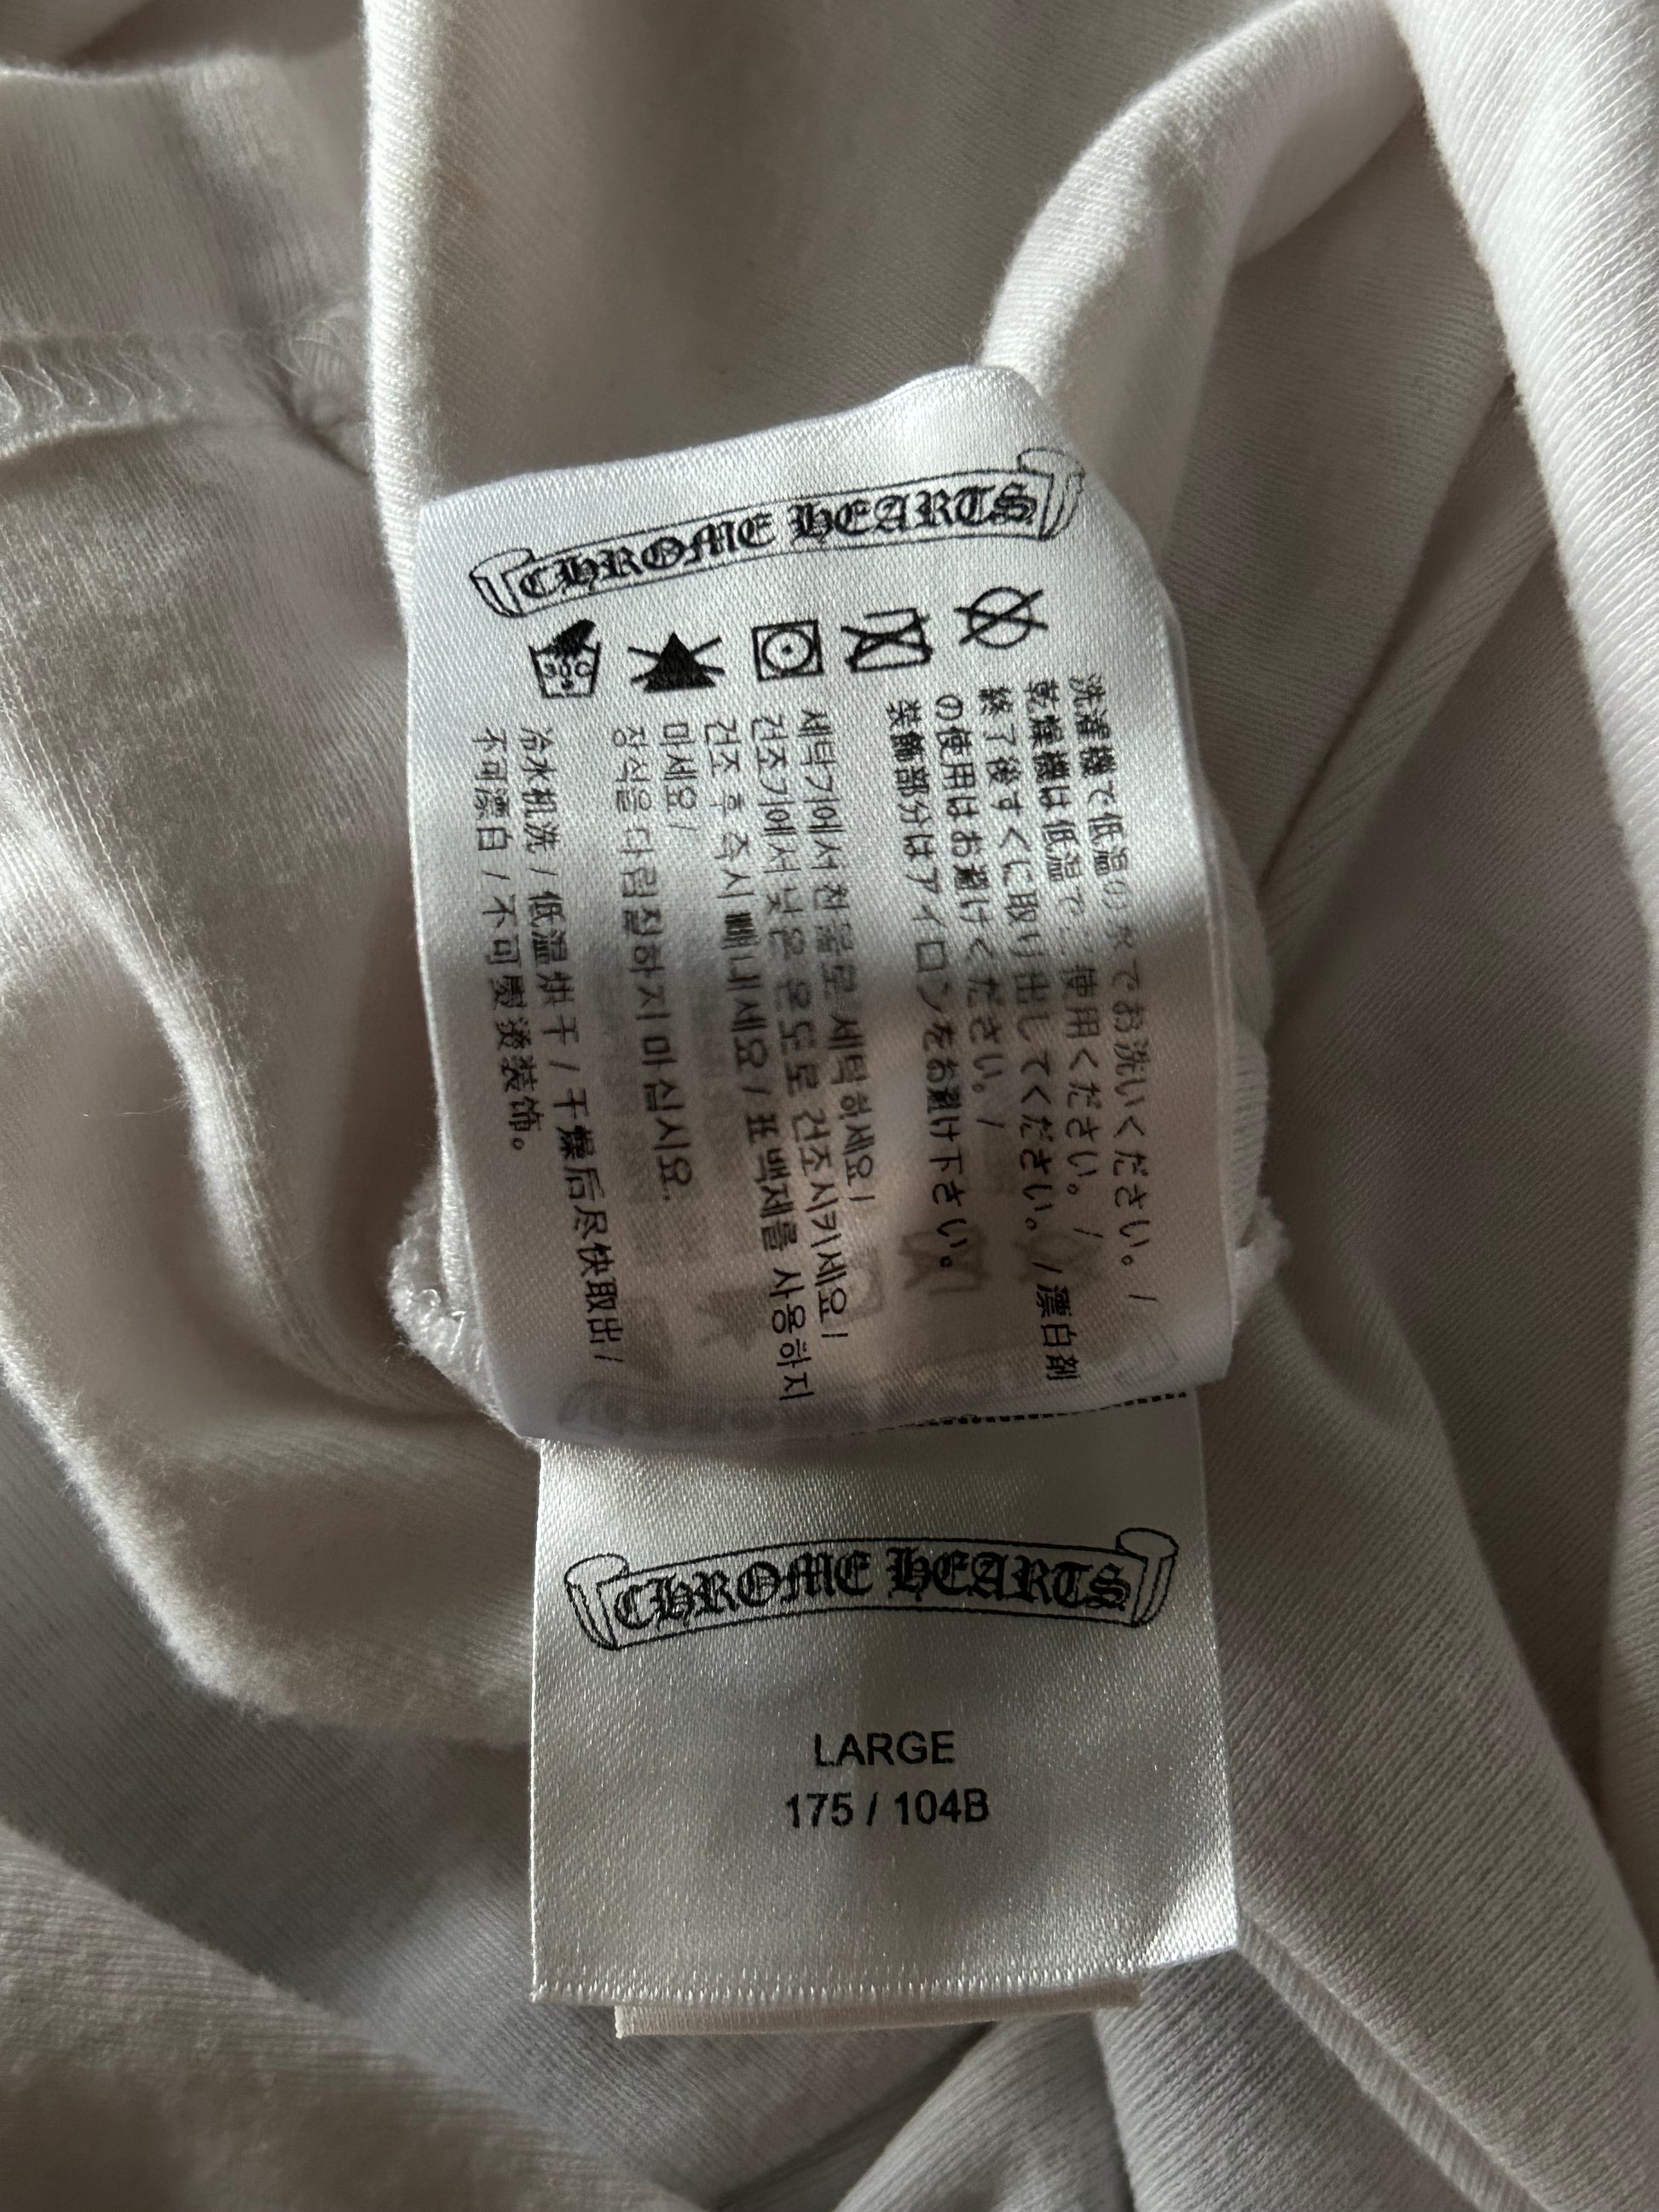 CHROME HEARTS
30C
洗濯機で低温の水でお洗いください。 /
乾燥機は低温で 使用ください。 /
終了後すぐに取り出してください。 / 漂白剤
の使用はお避けください。 /
装飾部分はアイロンをお避け下さい。
세탁기에서 찬물로 세탁하세요 /
건조기에서 낮은 온도로 건조시키세요 /
건조 후 즉시 빼내세요 / 표백제를 사용하지
마세요 /
장식을 다림질하지 마십시요.
冷水机洗 / 低温烘干 / 干燥后尽快取出 /
不可漂白 / 不可熨烫装饰。
CHROME HEARTS
LARGE
175 / 104B